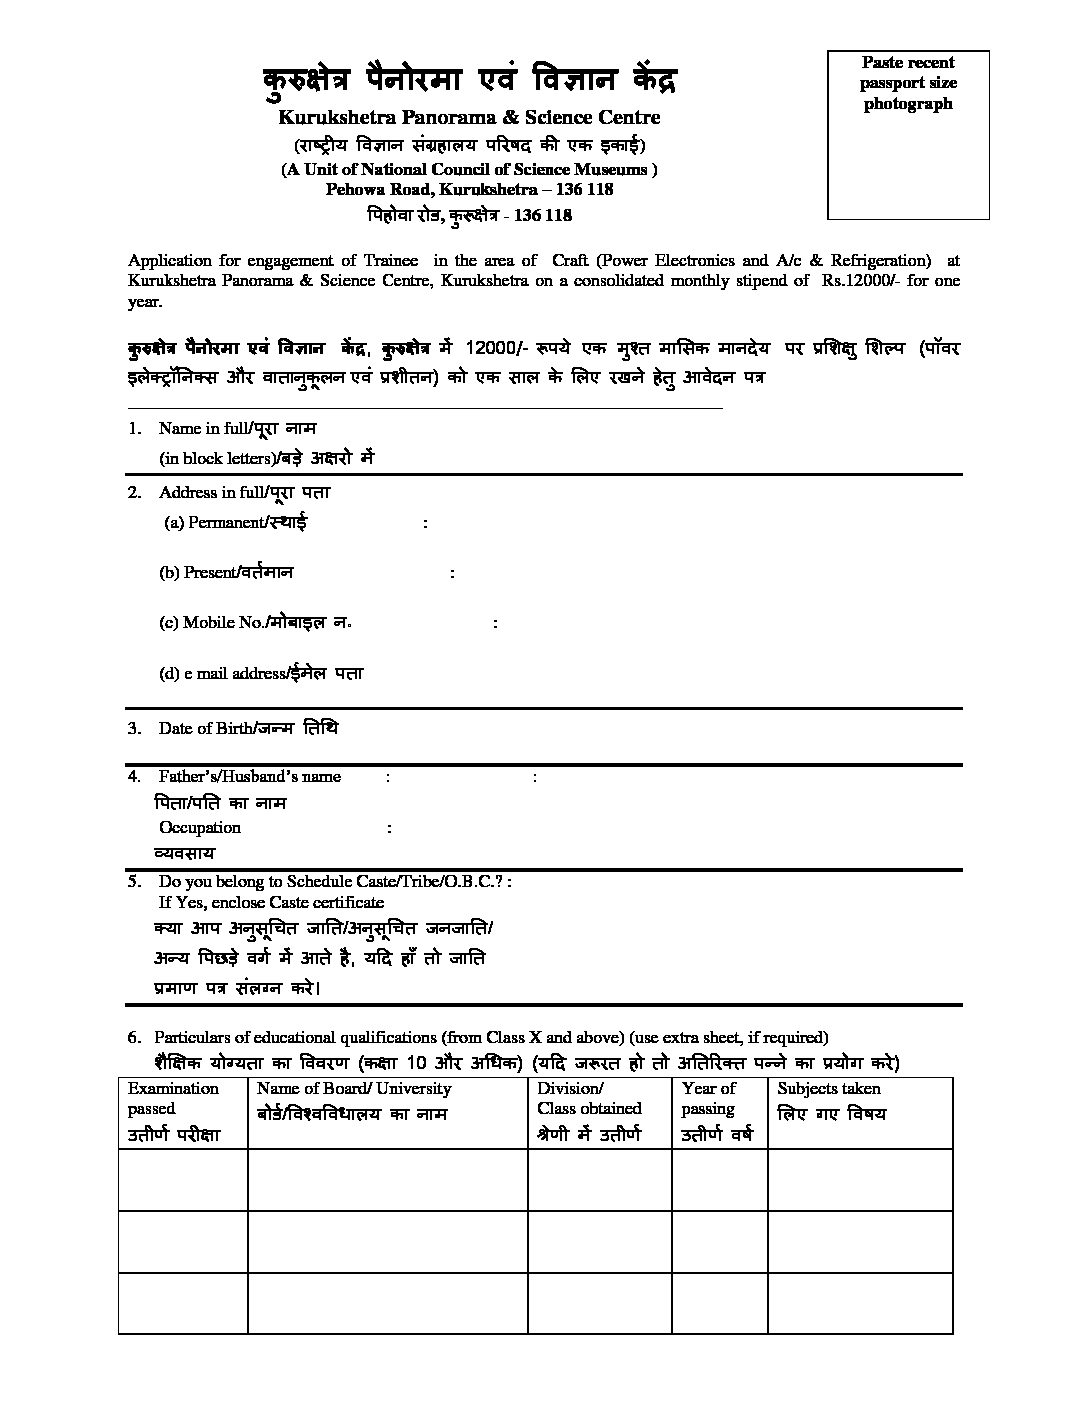 कुरुक्षेत्र पैनोरमा एवं विज्ञान केंद्र
Kurukshetra Panorama & Science Centre
(राष्ट्रीय विज्ञान संग्रहालय परिषद की एक इकाई)
(A Unit of National Council of Science Museums )
Pehowa Road, Kurukshetra – 136 118
पिहोवा रोड, कुरूक्षेत्र - 136 118
Paste recent
passport size
photograph
Application for engagement of Trainee in the area of Craft (Power Electronics and A/c & Refrigeration) at
Kurukshetra Panorama & Science Centre, Kurukshetra on a consolidated monthly stipend of Rs.12000/- for one
year.
कुरुक्षेत्र पैनोरमा एवं विज्ञान केंद्र, कुरुक्षेत्र में 12000/- रूपये एक मुश्त मासिक मानदेय पर प्रशिक्षु शिल्प (पॉवर
इलेक्ट्रॉनिक्स और वातानुकूलन एवं प्रशीतन) को एक साल के लिए रखने हेतु आवेदन पत्र
1. Name in full/पूरा नाम
(in block letters)/बड़े अक्षरो में
2. Address in full/पूरा पता
(a) Permanent/स्थाई :
(b) Present/वर्तमान :
(c) Mobile No./मोबाइल न. :
(d) e mail address/ईमेल पता
3. Date of Birth/जन्म तिथि
4. Father’s/Husband’s name : :
पिता/पति का नाम
Occupation :
व्यवसाय
5. Do you belong to Schedule Caste/Tribe/O.B.C.? :
If Yes, enclose Caste certificate
क्या आप अनुसूचित जाति/अनुसूचित जनजाति/
अन्य पिछड़े वर्ग में आते है, यदि हाँ तो जाति
प्रमाण पत्र संलग्न करे।
6. Particulars of educational qualifications (from Class X and above) (use extra sheet, if required)
शैक्षिक योग्यता का विवरण (कक्षा 10 और अधिक) (यदि जरूरत हो तो अतिरिक्त पन्ने का प्रयोग करे)
Examination
passed
उतीर्ण परीक्षा
Name of Board/ University
बोर्ड/विश्वविधालय का नाम
Division/
Class obtained
श्रेणी में उतीर्ण
Year of
passing
उतीर्ण वर्ष
Subjects taken
लिए गए विषय